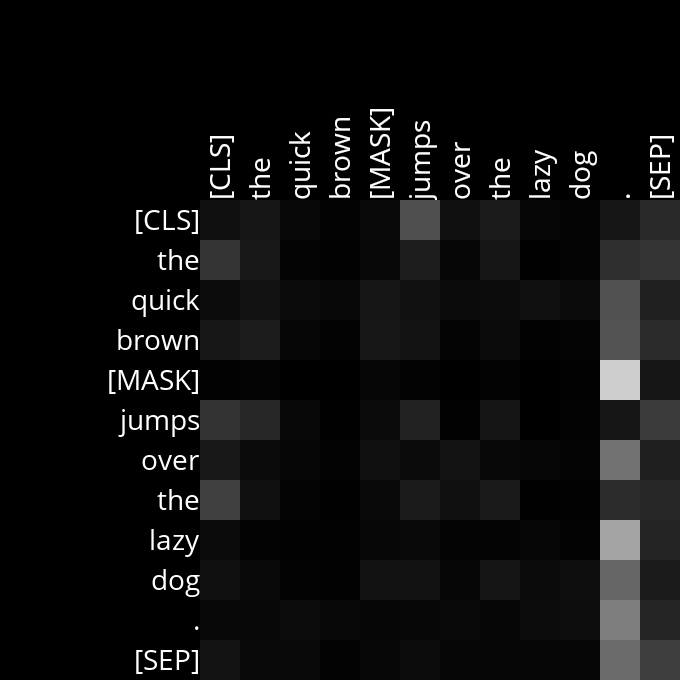 [CLS] the quick brown [MASK] jumps over the lazy dog . [SEP]
[CLS]
the
quick
brown
[MASK]
jumps
over
the
lazy
dog
.
[SEP]